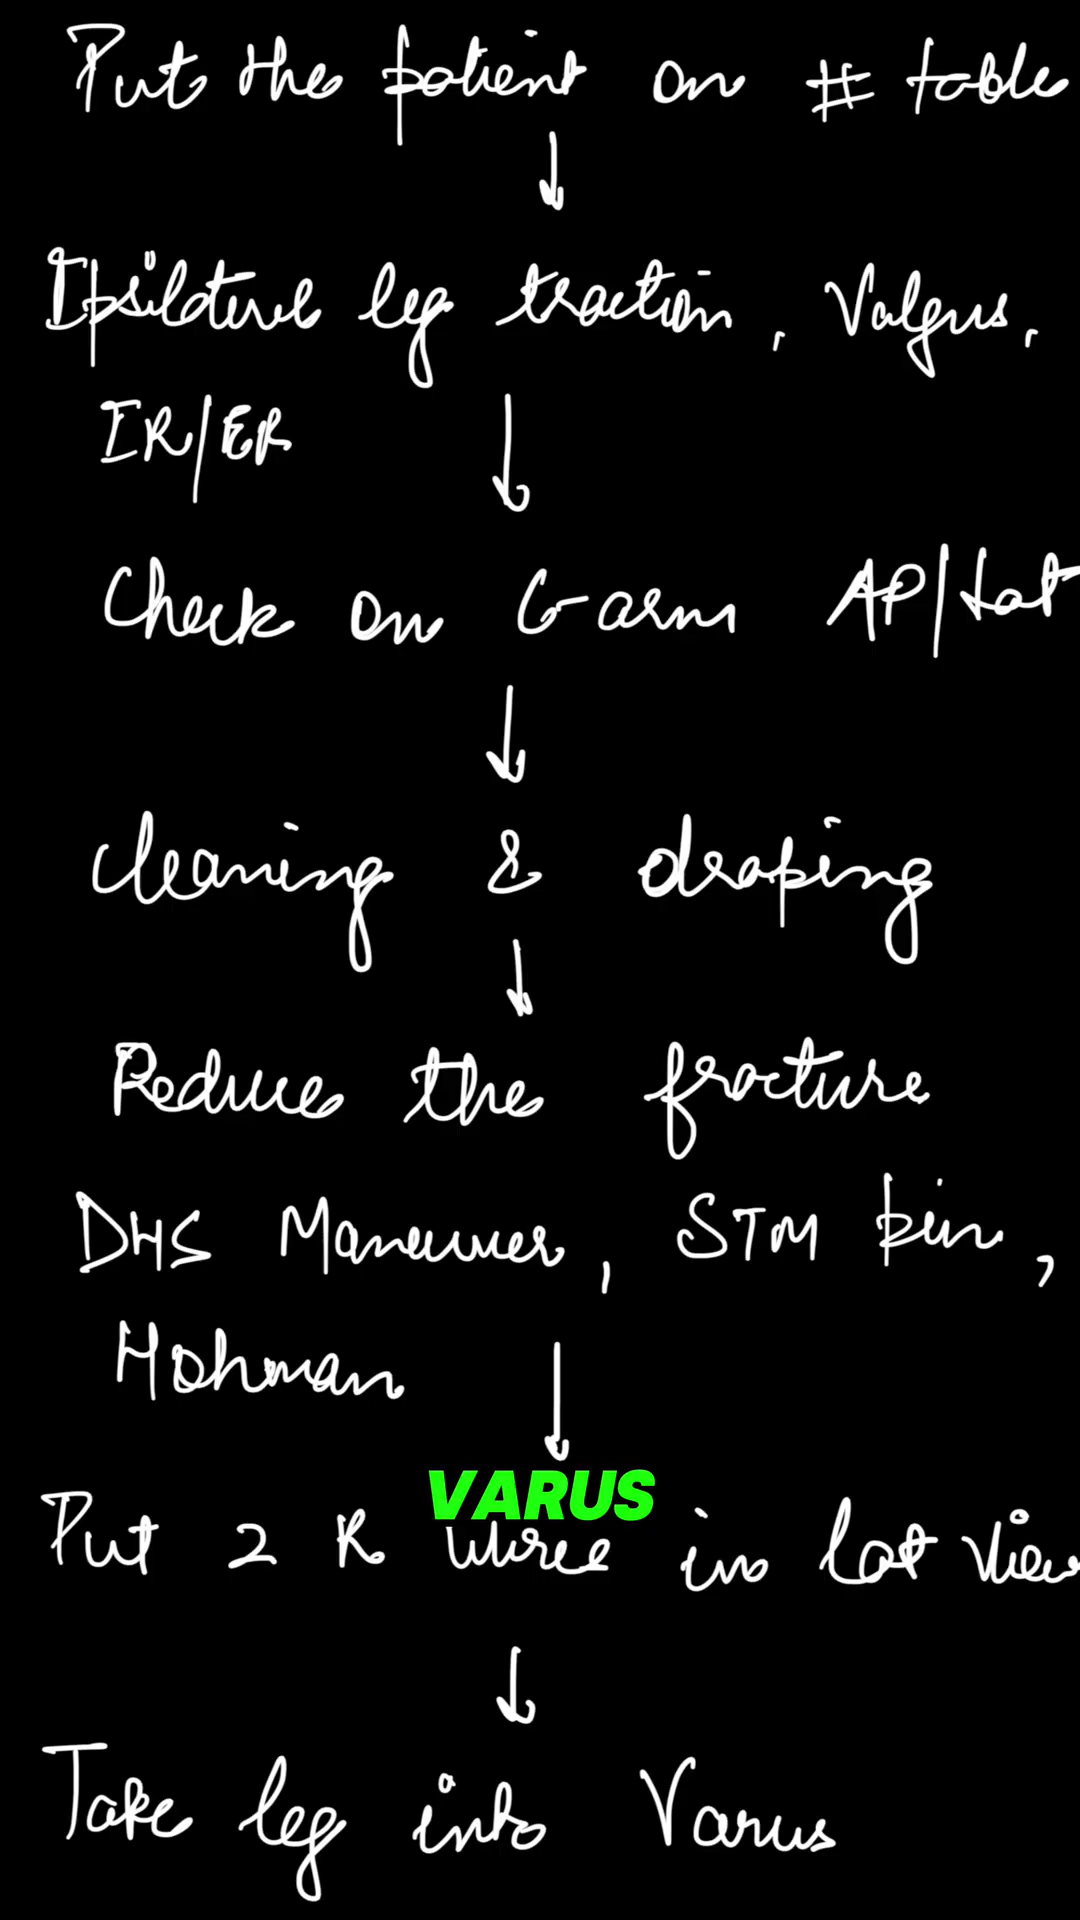 Put the patient on # table
↓
Ipsilateral leg traction, Valgus,
IR/ER
↓
Check on C-arm AP/Lat
↓
Cleaning & draping
↓
Reduce the fracture
DHS Maneuver, STM pin,
Hohman
↓
VARUS
Put 2 K wire in lat view
↓
Take leg into Varus